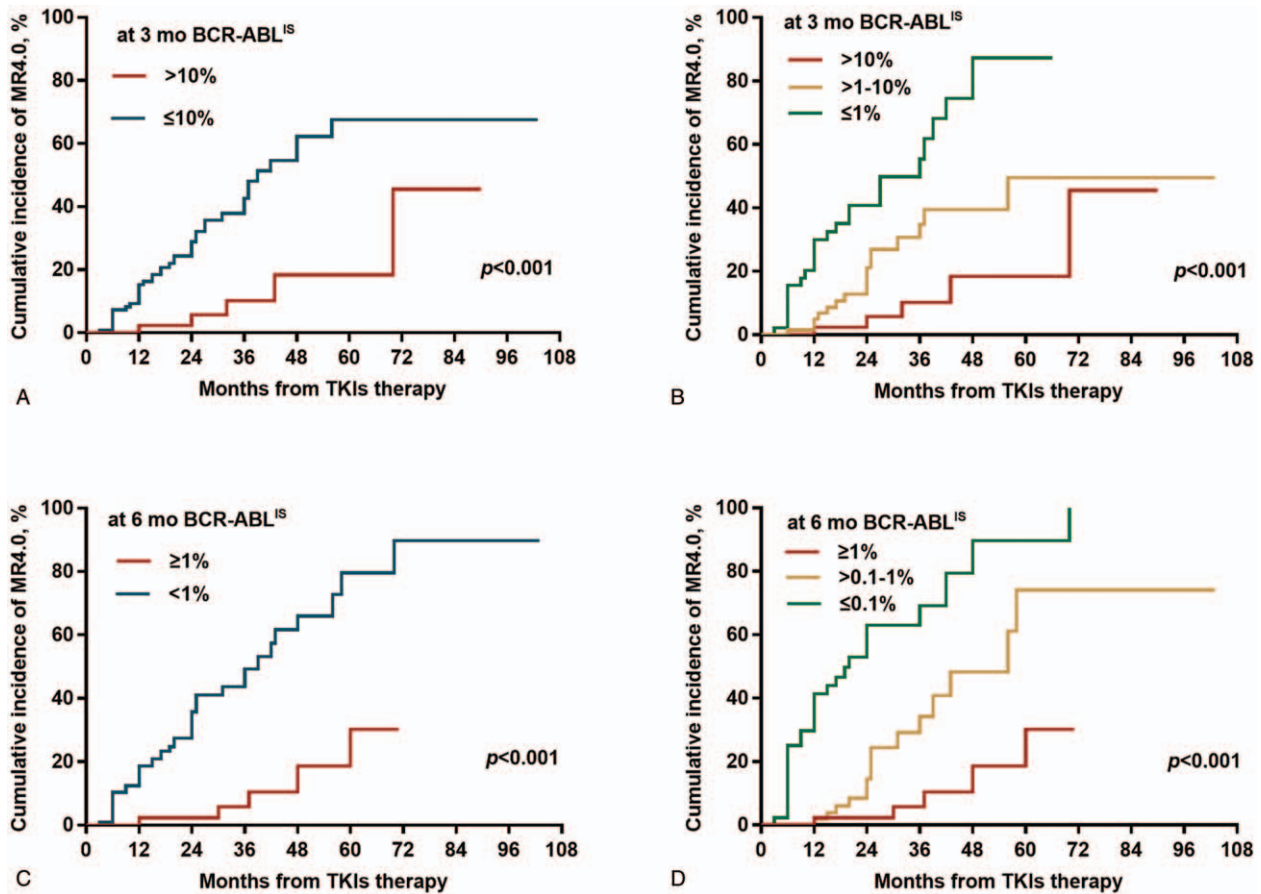 100
80
60
40
20
0
Cumulative incidence of MR4.0, %
at 3 mo BCR-ABLIS
>10%
≤10%
p<0.001
0 12 24 36 48 60 72 84 96 108
Months from TKIs therapy
A
100
80
60
40
20
0
Cumulative incidence of MR4.0, %
at 3 mo BCR-ABLIS
>10%
>1-10%
≤1%
p<0.001
0 12 24 36 48 60 72 84 96 108
Months from TKIs therapy
B
100
80
60
40
20
0
Cumulative incidence of MR4.0, %
at 6 mo BCR-ABLIS
≥1%
<1%
p<0.001
0 12 24 36 48 60 72 84 96 108
Months from TKIs therapy
C
100
80
60
40
20
0
Cumulative incidence of MR4.0, %
at 6 mo BCR-ABLIS
≥1%
>0.1-1%
≤0.1%
p<0.001
0 12 24 36 48 60 72 84 96 108
Months from TKIs therapy
D